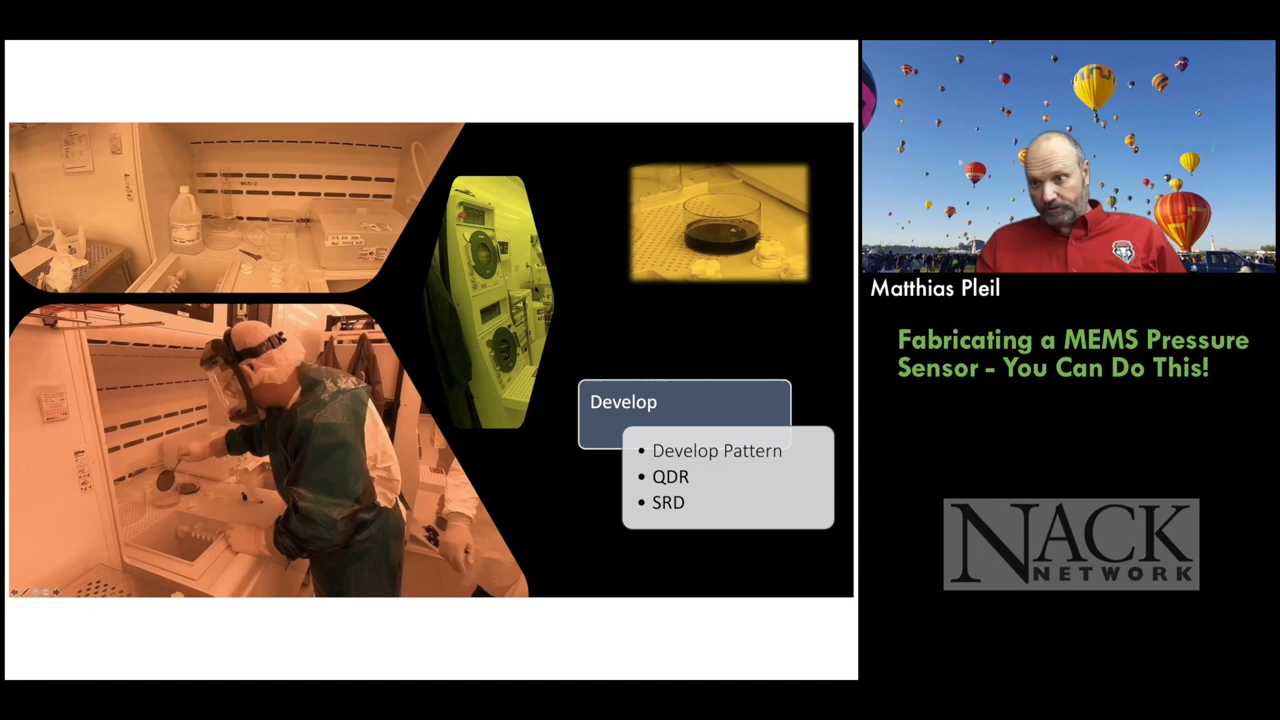 Develop
• Develop Pattern
• QDR
• SRD
Matthias Pleil
Fabricating a MEMS Pressure
Sensor - You Can Do This!
NACK
NETWORK